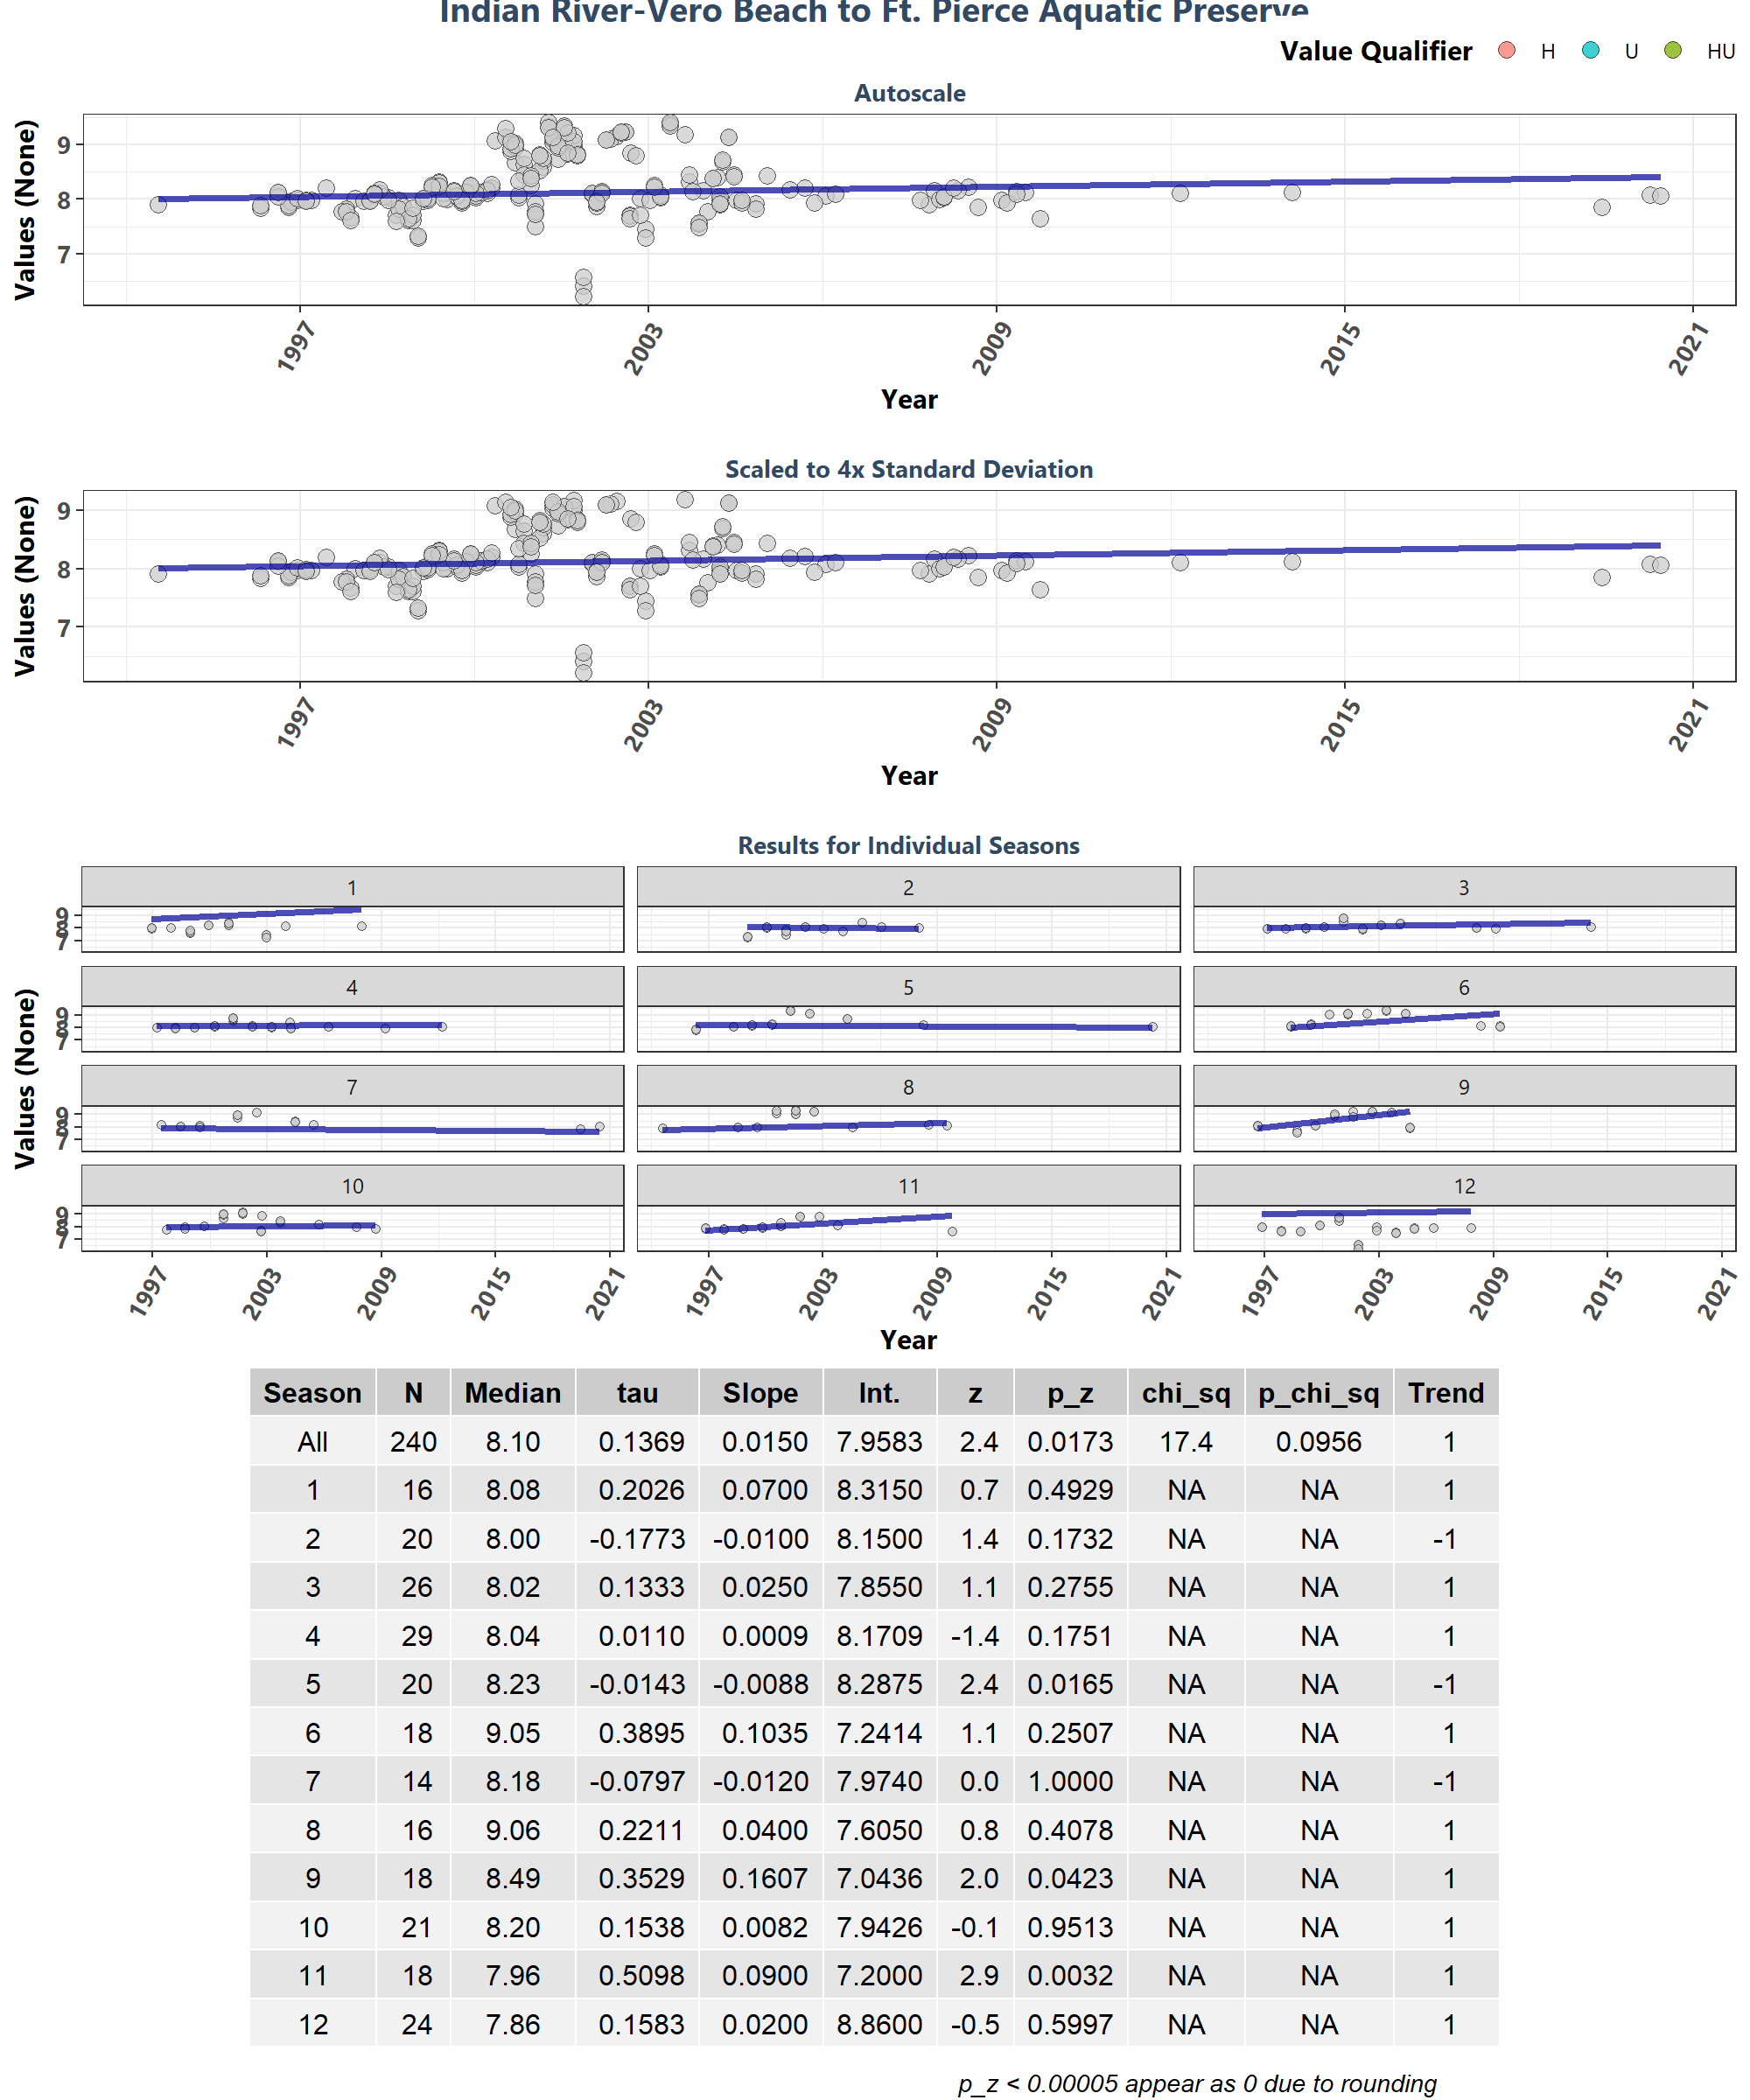 Indian River-Vero Beach to Ft. Pierce Aquatic Preserve
Value Qualifier H U HU
Autoscale
Values (None)
9
8
7
1997 2003 2009 2015 2021
Year
Scaled to 4x Standard Deviation
Values (None)
9
8
7
1997 2003 2009 2015 2021
Year
Results for Individual Seasons
Values (None)
1 2 3
9
8
7
4 5 6
9
8
7
7 8 9
9
8
7
10 11 12
9
8
7
1997 2003 2009 2015 2021 1997 2003 2009 2015 2021 1997 2003 2009 2015 2021
Year
Season N Median tau Slope Int. z p_z chi_sq p_chi_sq Trend
All 240 8.10 0.1369 0.0150 7.9583 2.4 0.0173 17.4 0.0956 1
1 16 8.08 0.2026 0.0700 8.3150 0.7 0.4929 NA NA 1
2 20 8.00 -0.1773 -0.0100 8.1500 1.4 0.1732 NA NA -1
3 26 8.02 0.1333 0.0250 7.8550 1.1 0.2755 NA NA 1
4 29 8.04 0.0110 0.0009 8.1709 -1.4 0.1751 NA NA 1
5 20 8.23 -0.0143 -0.0088 8.2875 2.4 0.0165 NA NA -1
6 18 9.05 0.3895 0.1035 7.2414 1.1 0.2507 NA NA 1
7 14 8.18 -0.0797 -0.0120 7.9740 0.0 1.0000 NA NA -1
8 16 9.06 0.2211 0.0400 7.6050 0.8 0.4078 NA NA 1
9 18 8.49 0.3529 0.1607 7.0436 2.0 0.0423 NA NA 1
10 21 8.20 0.1538 0.0082 7.9426 -0.1 0.9513 NA NA 1
11 18 7.96 0.5098 0.0900 7.2000 2.9 0.0032 NA NA 1
12 24 7.86 0.1583 0.0200 8.8600 -0.5 0.5997 NA NA 1
p_z < 0.00005 appear as 0 due to rounding